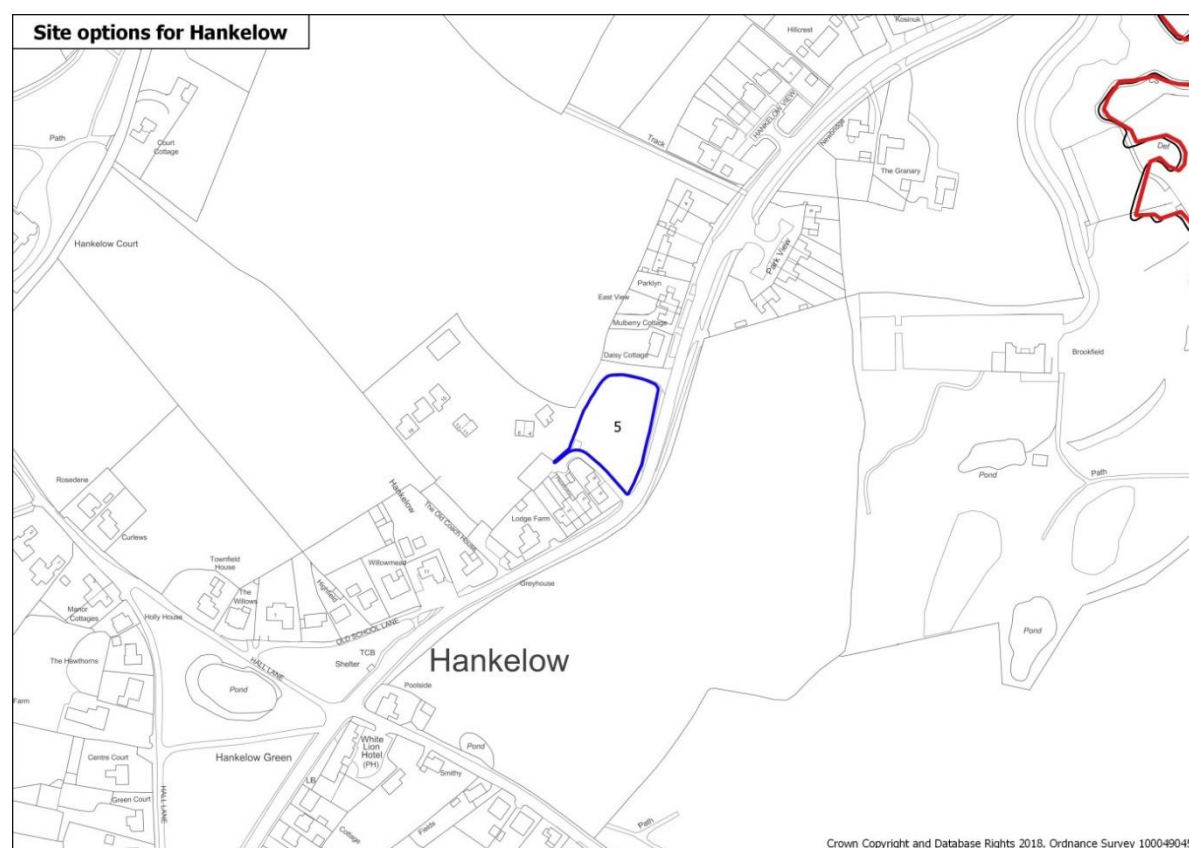 Site options for Hankelow
Kosinuk
Hillcrest
HANKELOW VIEW
Path
Court
Cottage
Track
Newbridge
The Granary
Def
Hankelow Court
Park View
Parklyn
East View
Mulberry Cottage
Daisy Cottage
Brookfield
5
Pond
Path
Rosedene
Curlews
Hankelow
The Old Coach House
Lodge Farm
Townfield
House
The
Willows
Highfield
Willowmead
Greyhouse
Manor
Cottages
Holly House
OLD SCHOOL LANE
TCB
Shelter
Hankelow
HALL LANE
The Hawthorns
Pond
Poolside
Pond
Farm
White
Lion
Hotel
(PH)
Hankelow Green
Pond
Smithy
Centre Court
LB
HALL LANE
Green Court
Cottage
Fields
Path
Crown Copyright and Database Rights 2018. Ordnance Survey 100049045